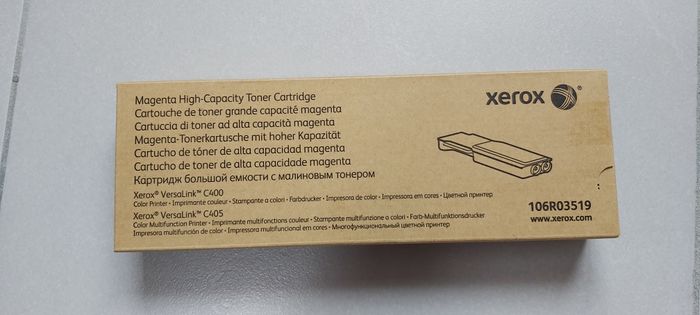 Magenta High-Capacity Toner Cartridge
Cartouche de toner grande capacité magenta
Cartuccia di toner ad alta capacità magenta
Magenta-Tonerkartusche mit hoher Kapazität
Cartucho de tóner de alta capacidad magenta
Cartucho de toner de alta capacidade magenta
Картридж большой емкости с малиновым тонером
Xerox® VersaLink™ C400
Color Printer • Imprimante couleur • Stampante a colori • Farbdrucker • Impresora de color • Impressora em cores • Цветной принтер
Xerox® VersaLink™ C405
Color Multifunction Printer • Imprimante multifonctions couleur • Stampante multifunzione a colori • Farb-Multifunktionsdrucker
Impresora multifunción de color • Impressora multifuncional em cores • Многофункциональный цветной принтер
xerox
106R03519
www.xerox.com